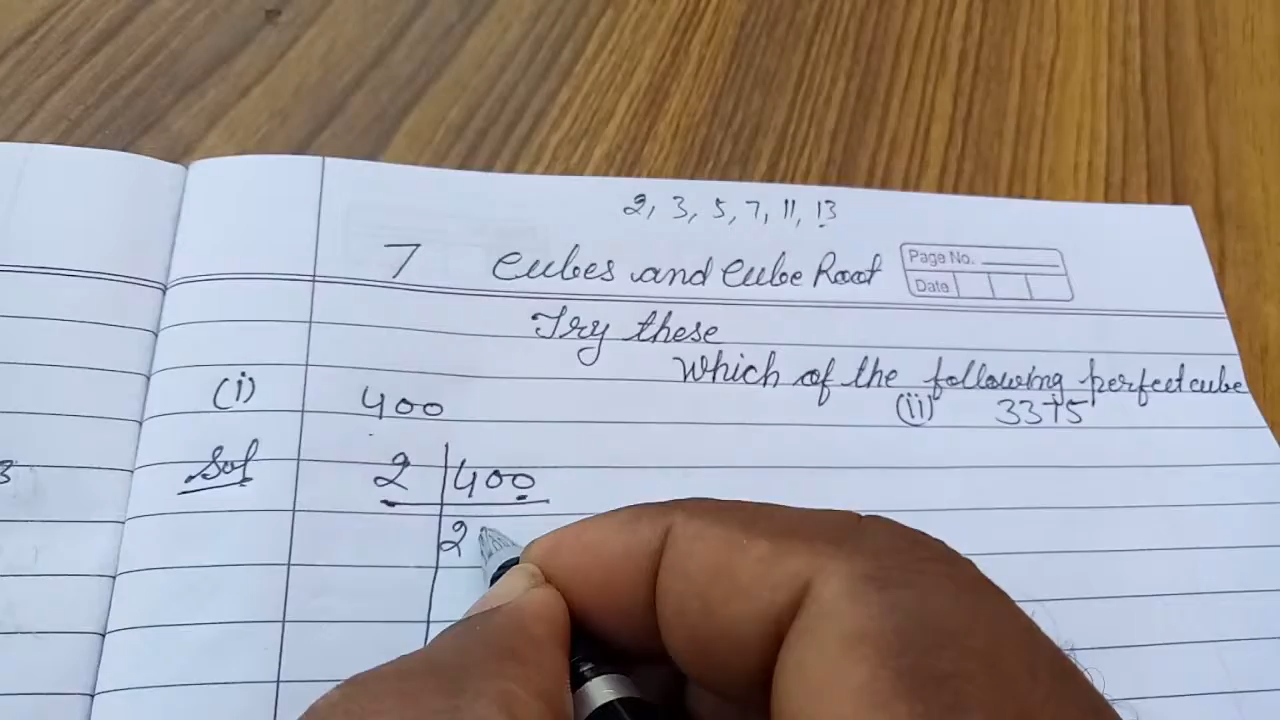 2, 3, 5, 7, 11, 13
7 Cubes and Cube Root
Page No.
Date
Try these
Which of the following perfect cube
(i) 400 (ii) 3375
Sol 2 400
2
3